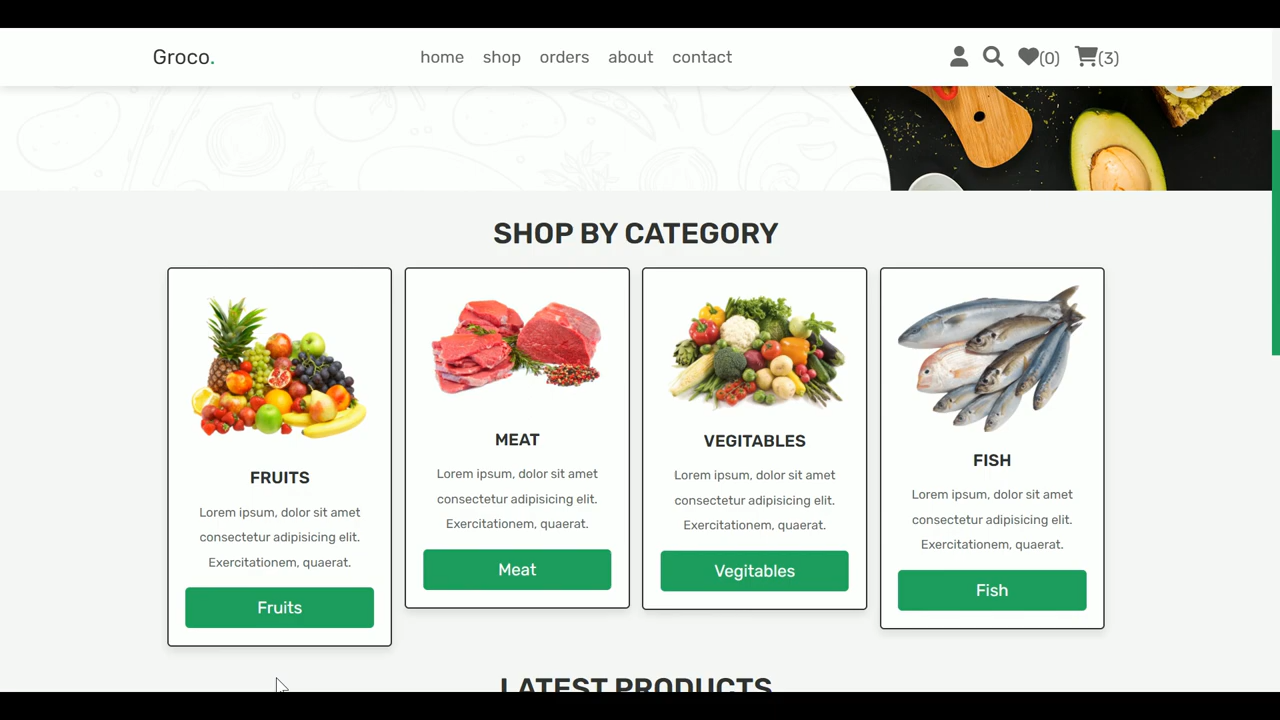 Groco.
home shop orders about contact
(0) (3)
SHOP BY CATEGORY
FRUITS
Lorem ipsum, dolor sit amet
consectetur adipisicing elit.
Exercitationem, quaerat.
Fruits
MEAT
Lorem ipsum, dolor sit amet
consectetur adipisicing elit.
Exercitationem, quaerat.
Meat
VEGITABLES
Lorem ipsum, dolor sit amet
consectetur adipisicing elit.
Exercitationem, quaerat.
Vegitables
FISH
Lorem ipsum, dolor sit amet
consectetur adipisicing elit.
Exercitationem, quaerat.
Fish
LATEST PRODUCTS